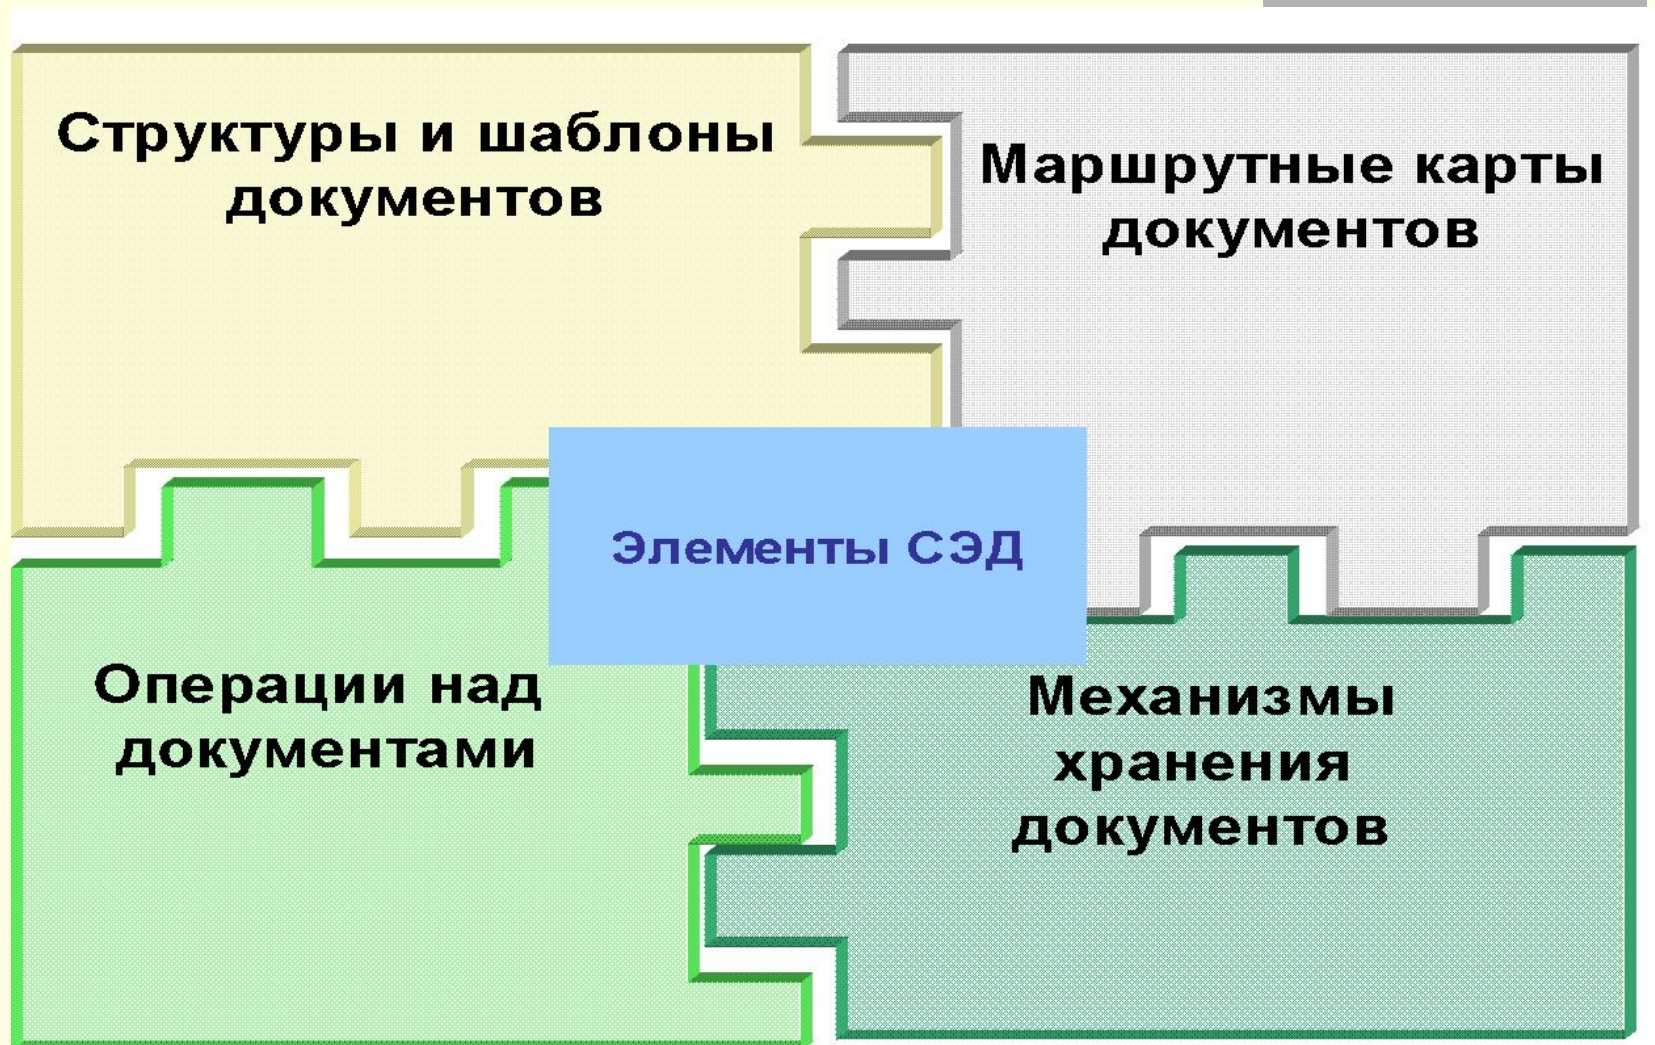 Структуры и шаблоны
документов
Маршрутные карты
документов
Элементы СЭД
Операции над
документами
Механизмы
хранения
документов